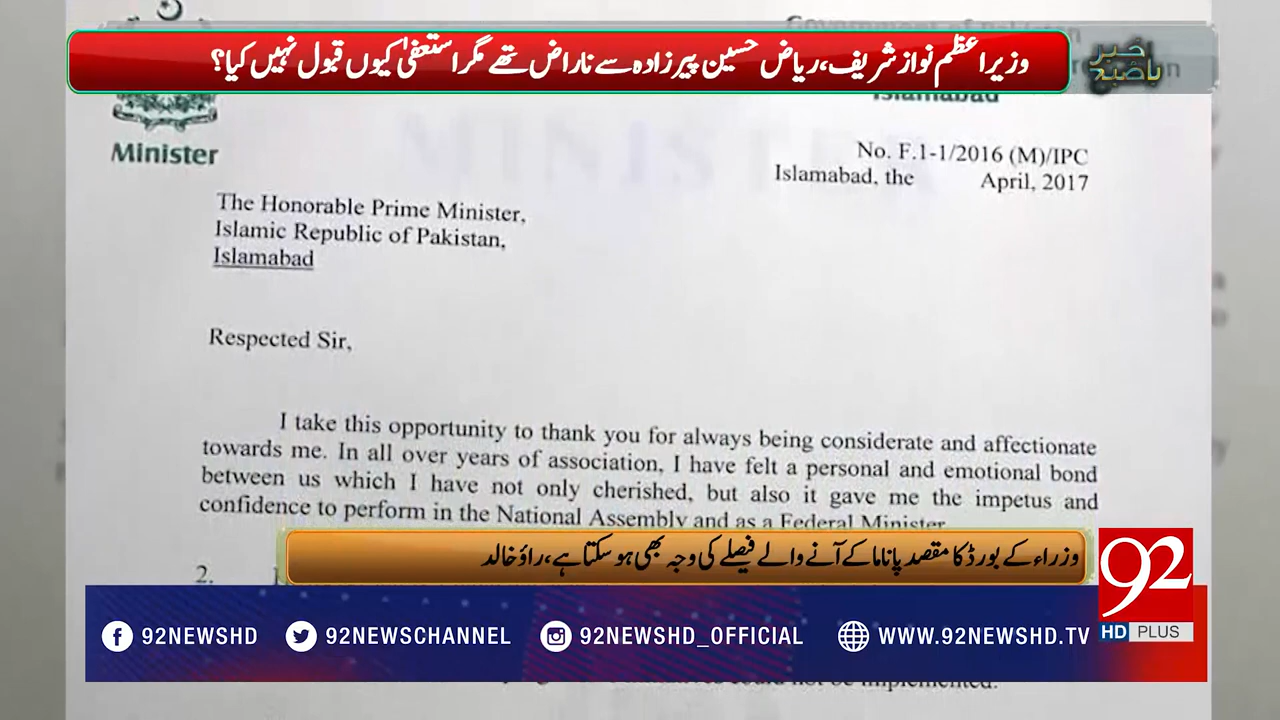 وزیراعظم نواز شریف، ریاض حسین پیرزادہ سے ناراض تھے مگر استعفیٰ کیوں قبول نہیں کیا؟
Islamabad
Minister
No. F.1-1/2016 (M)/IPC
Islamabad, the April, 2017
The Honorable Prime Minister,
Islamic Republic of Pakistan,
Islamabad
Respected Sir,
I take this opportunity to thank you for always being considerate and affectionate
towards me. In all over years of association, I have felt a personal and emotional bond
between us which I have not only cherished, but also it gave me the impetus and
confidence to perform in the National Assembly and as a Federal Minister.
وزراء کے بورڈ کا مقصد پاناما کے آنے والے فیصلے کی وجہ بھی ہو سکتا ہے، راؤ خالد
2.
92
HD PLUS
92NEWSHD
92NEWSCHANNEL
92NEWSHD_OFFICIAL
WWW.92NEWSHD.TV
implemented.